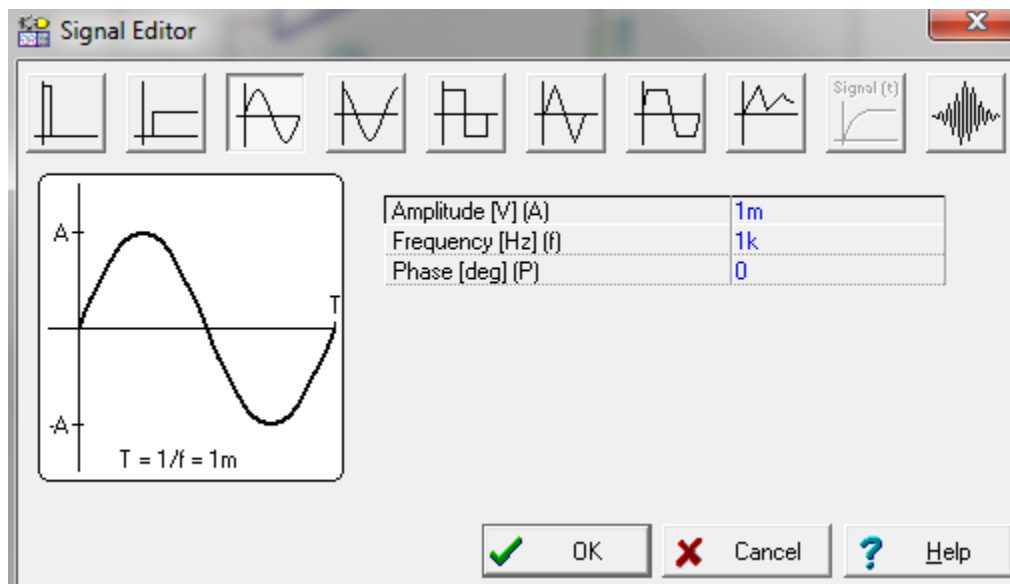 Signal Editor
Signal (t)
A
T
-A
T = 1/f = 1m
Amplitude [V] (A) 1m
Frequency [Hz] (f) 1k
Phase [deg] (P) 0
OK Cancel Help